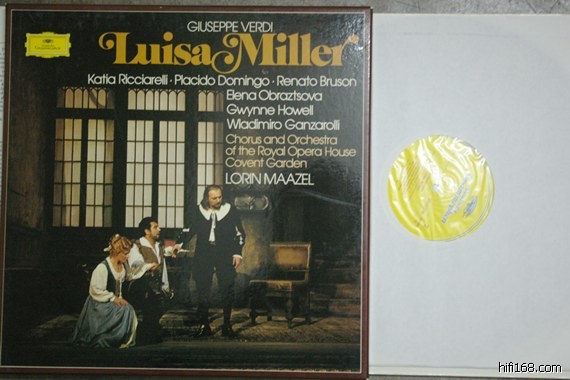 GIUSEPPE VERDI
Luisa Miller
Katia Ricciarelli · Placido Domingo · Renato Bruson
Elena Obraztsova
Gwynne Howell
Wladimiro Ganzarolli
Chorus and Orchestra
of the Royal Opera House
Covent Garden
LORIN MAAZEL
hifi168.com